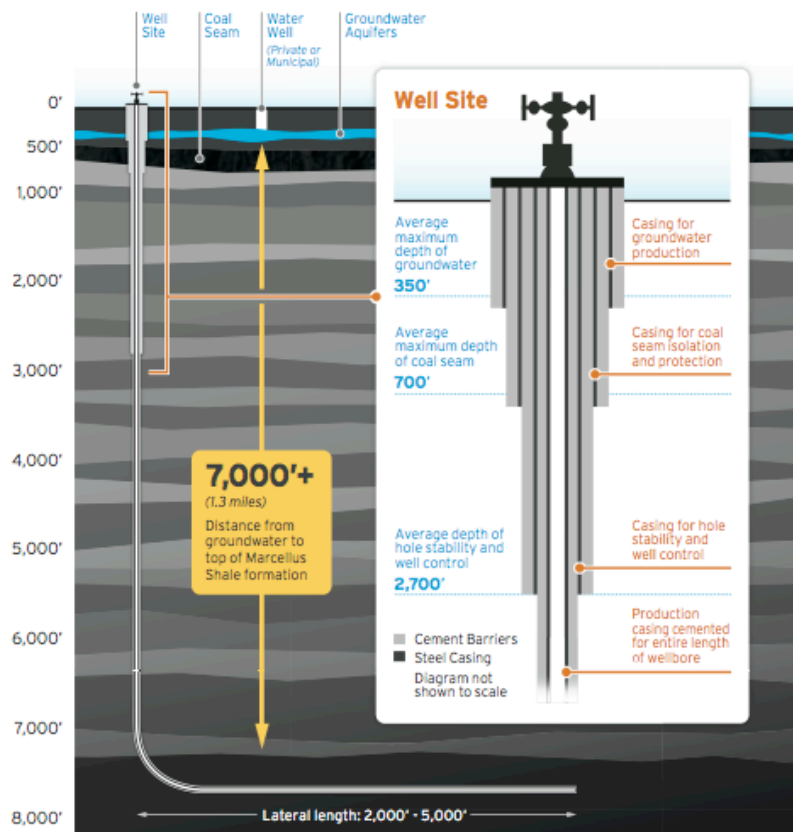 Well
Site
Coal
Seam
Water
Well
(Private or
Municipal)
Groundwater
Aquifers
0'
500'
1,000'
2,000'
3,000'
4,000'
5,000'
6,000'
7,000'
8,000'
7,000'+
(1.3 miles)
Distance from
groundwater to
top of Marcellus
Shale formation
Lateral length: 2,000' - 5,000'
Well Site
Average
maximum
depth of
groundwater
350'
Casing for
groundwater
production
Average
maximum depth
of coal seam
700'
Casing for coal
seam isolation
and protection
Average depth of
hole stability and
well control
2,700'
Casing for hole
stability and
well control
Production
casing cemented
for entire length
of wellbore
Cement Barriers
Steel Casing
Diagram not
shown to scale